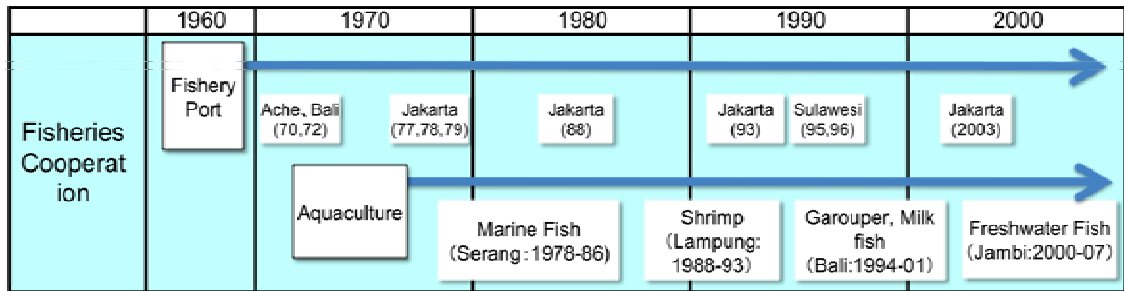 1960 1970 1980 1990 2000
Fisheries
Cooperat
ion
Fishery
Port
Ache、Bali
(70,72)
Jakarta
(77,78,79)
Jakarta
(88)
Jakarta
(93)
Sulawesi
(95,96)
Jakarta
(2003)
Aquaculture
Marine Fish
（Serang：1978-86)
Shrimp
（Lampung:
1988-93）
Garouper, Milk
fish
（Bali:1994-01)
Freshwater Fish
（Jambi:2000-07)